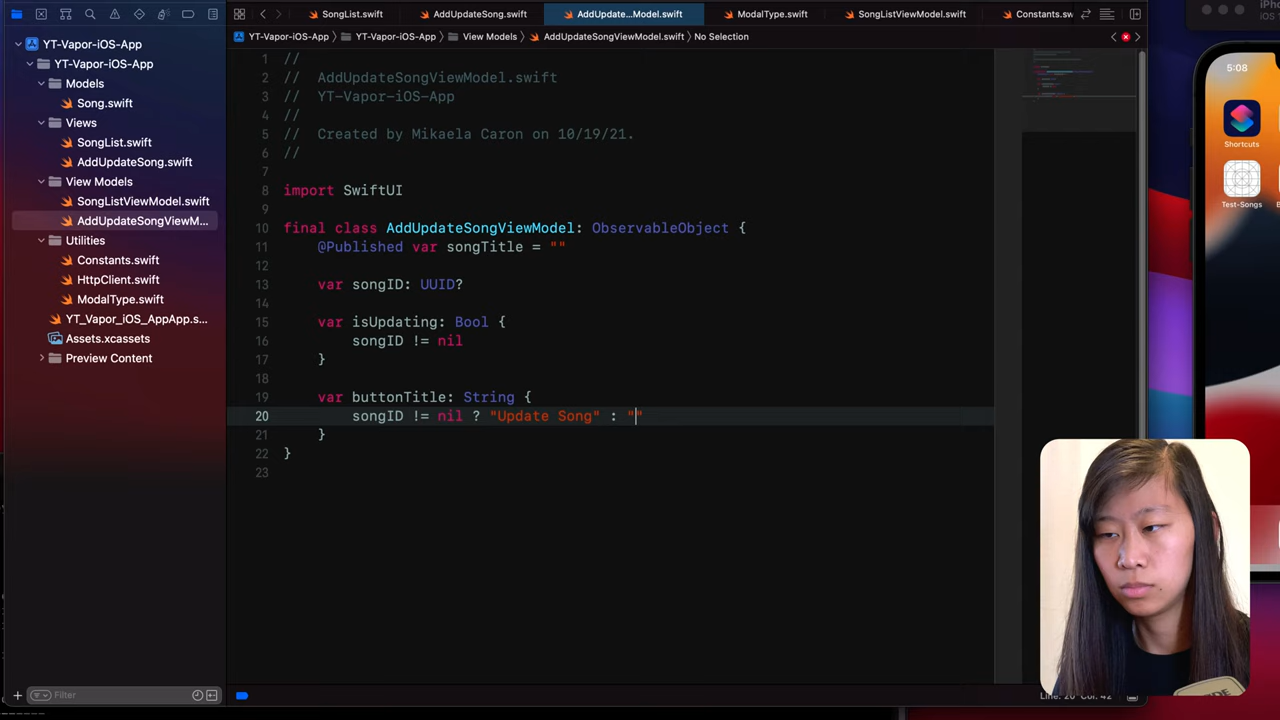 SongList.swift
AddUpdateSong.swift
AddUpdate...Model.swift
ModalType.swift
SongListViewModel.swift
Constants.sw
YT-Vapor-iOS-App
YT-Vapor-iOS-App
View Models
AddUpdateSongViewModel.swift
No Selection
YT-Vapor-iOS-App
YT-Vapor-iOS-App
Models
Song.swift
Views
SongList.swift
AddUpdateSong.swift
View Models
SongListViewModel.swift
AddUpdateSongViewM...
Utilities
Constants.swift
HttpClient.swift
ModalType.swift
YT_Vapor_iOS_AppApp.s...
Assets.xcassets
Preview Content
Filter
1 //
2 // AddUpdateSongViewModel.swift
3 // YT-Vapor-iOS-App
4 //
5 // Created by Mikaela Caron on 10/19/21.
6 //
7
8 import SwiftUI
9
10 final class AddUpdateSongViewModel: ObservableObject {
11 @Published var songTitle = ""
12
13 var songID: UUID?
14
15 var isUpdating: Bool {
16 songID != nil
17 }
18
19 var buttonTitle: String {
20 songID != nil ? "Update Song" : ""
21 }
22 }
23
5:08
Shortcuts
Test-Songs